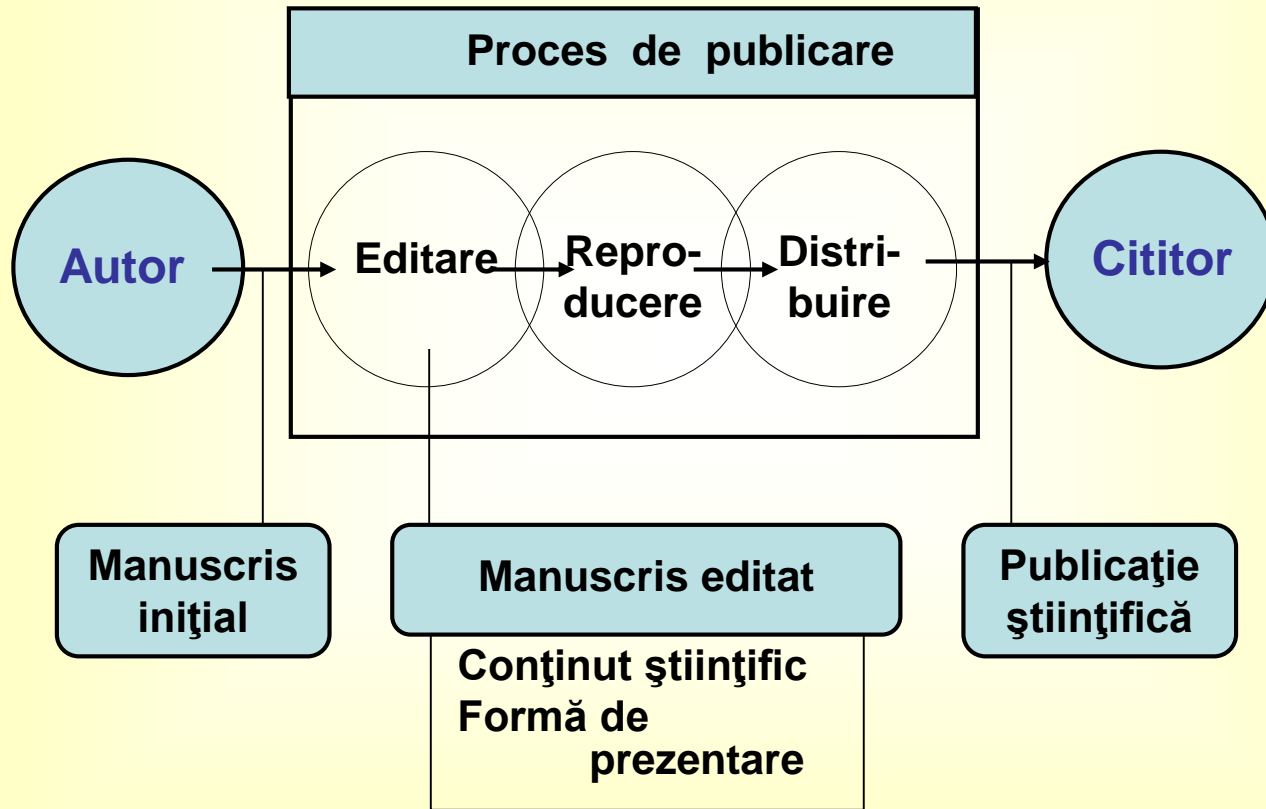 Proces de publicare
Autor
Editare
Repro-
ducere
Distri-
buire
Cititor
Manuscris
iniţial
Manuscris editat
Publicaţie
ştiinţifică
Conţinut ştiinţific
Formă de
prezentare